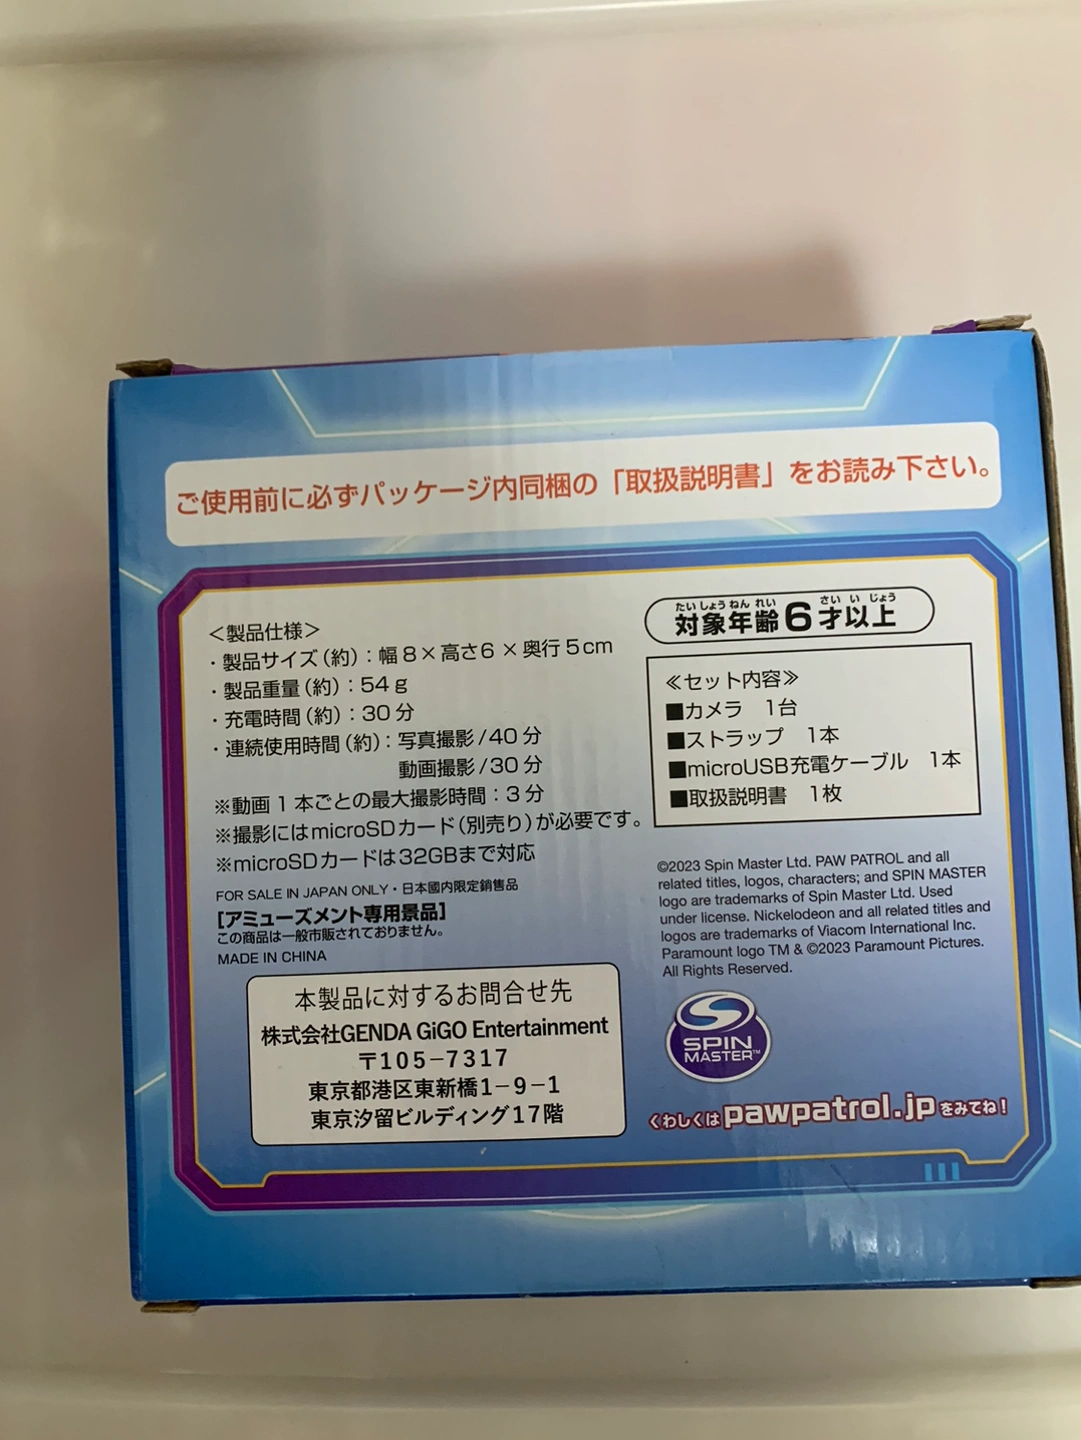 ご使用前に必ずパッケージ内同梱の「取扱説明書」をお読み下さい。
<製品仕様>
・製品サイズ(約):幅8×高さ6×奥行5cm
・製品重量(約):54g
・充電時間(約):30分
・連続使用時間(約):写真撮影/40分
動画撮影/30分
※動画1本ごとの最大撮影時間:3分
※撮影にはmicroSDカード(別売り)が必要です。
※microSDカードは32GBまで対応
FOR SALE IN JAPAN ONLY・日本國内限定銷售品
[アミューズメント専用景品]
この商品は一般市販されておりません。
MADE IN CHINA
本製品に対するお問合せ先
株式会社GENDA GiGO Entertainment
〒105-7317
東京都港区東新橋1-9-1
東京汐留ビルディング17階
たいしょうねんれい さいいじょう
対象年齢6才以上
≪セット内容≫
■カメラ 1台
■ストラップ 1本
■microUSB充電ケーブル 1本
■取扱説明書 1枚
©2023 Spin Master Ltd. PAW PATROL and all
related titles, logos, characters; and SPIN MASTER
logo are trademarks of Spin Master Ltd. Used
under license. Nickelodeon and all related titles and
logos are trademarks of Viacom International Inc.
Paramount logo TM & ©2023 Paramount Pictures.
All Rights Reserved.
SPIN
MASTER™
くわしくはpawpatrol.jpをみてね!